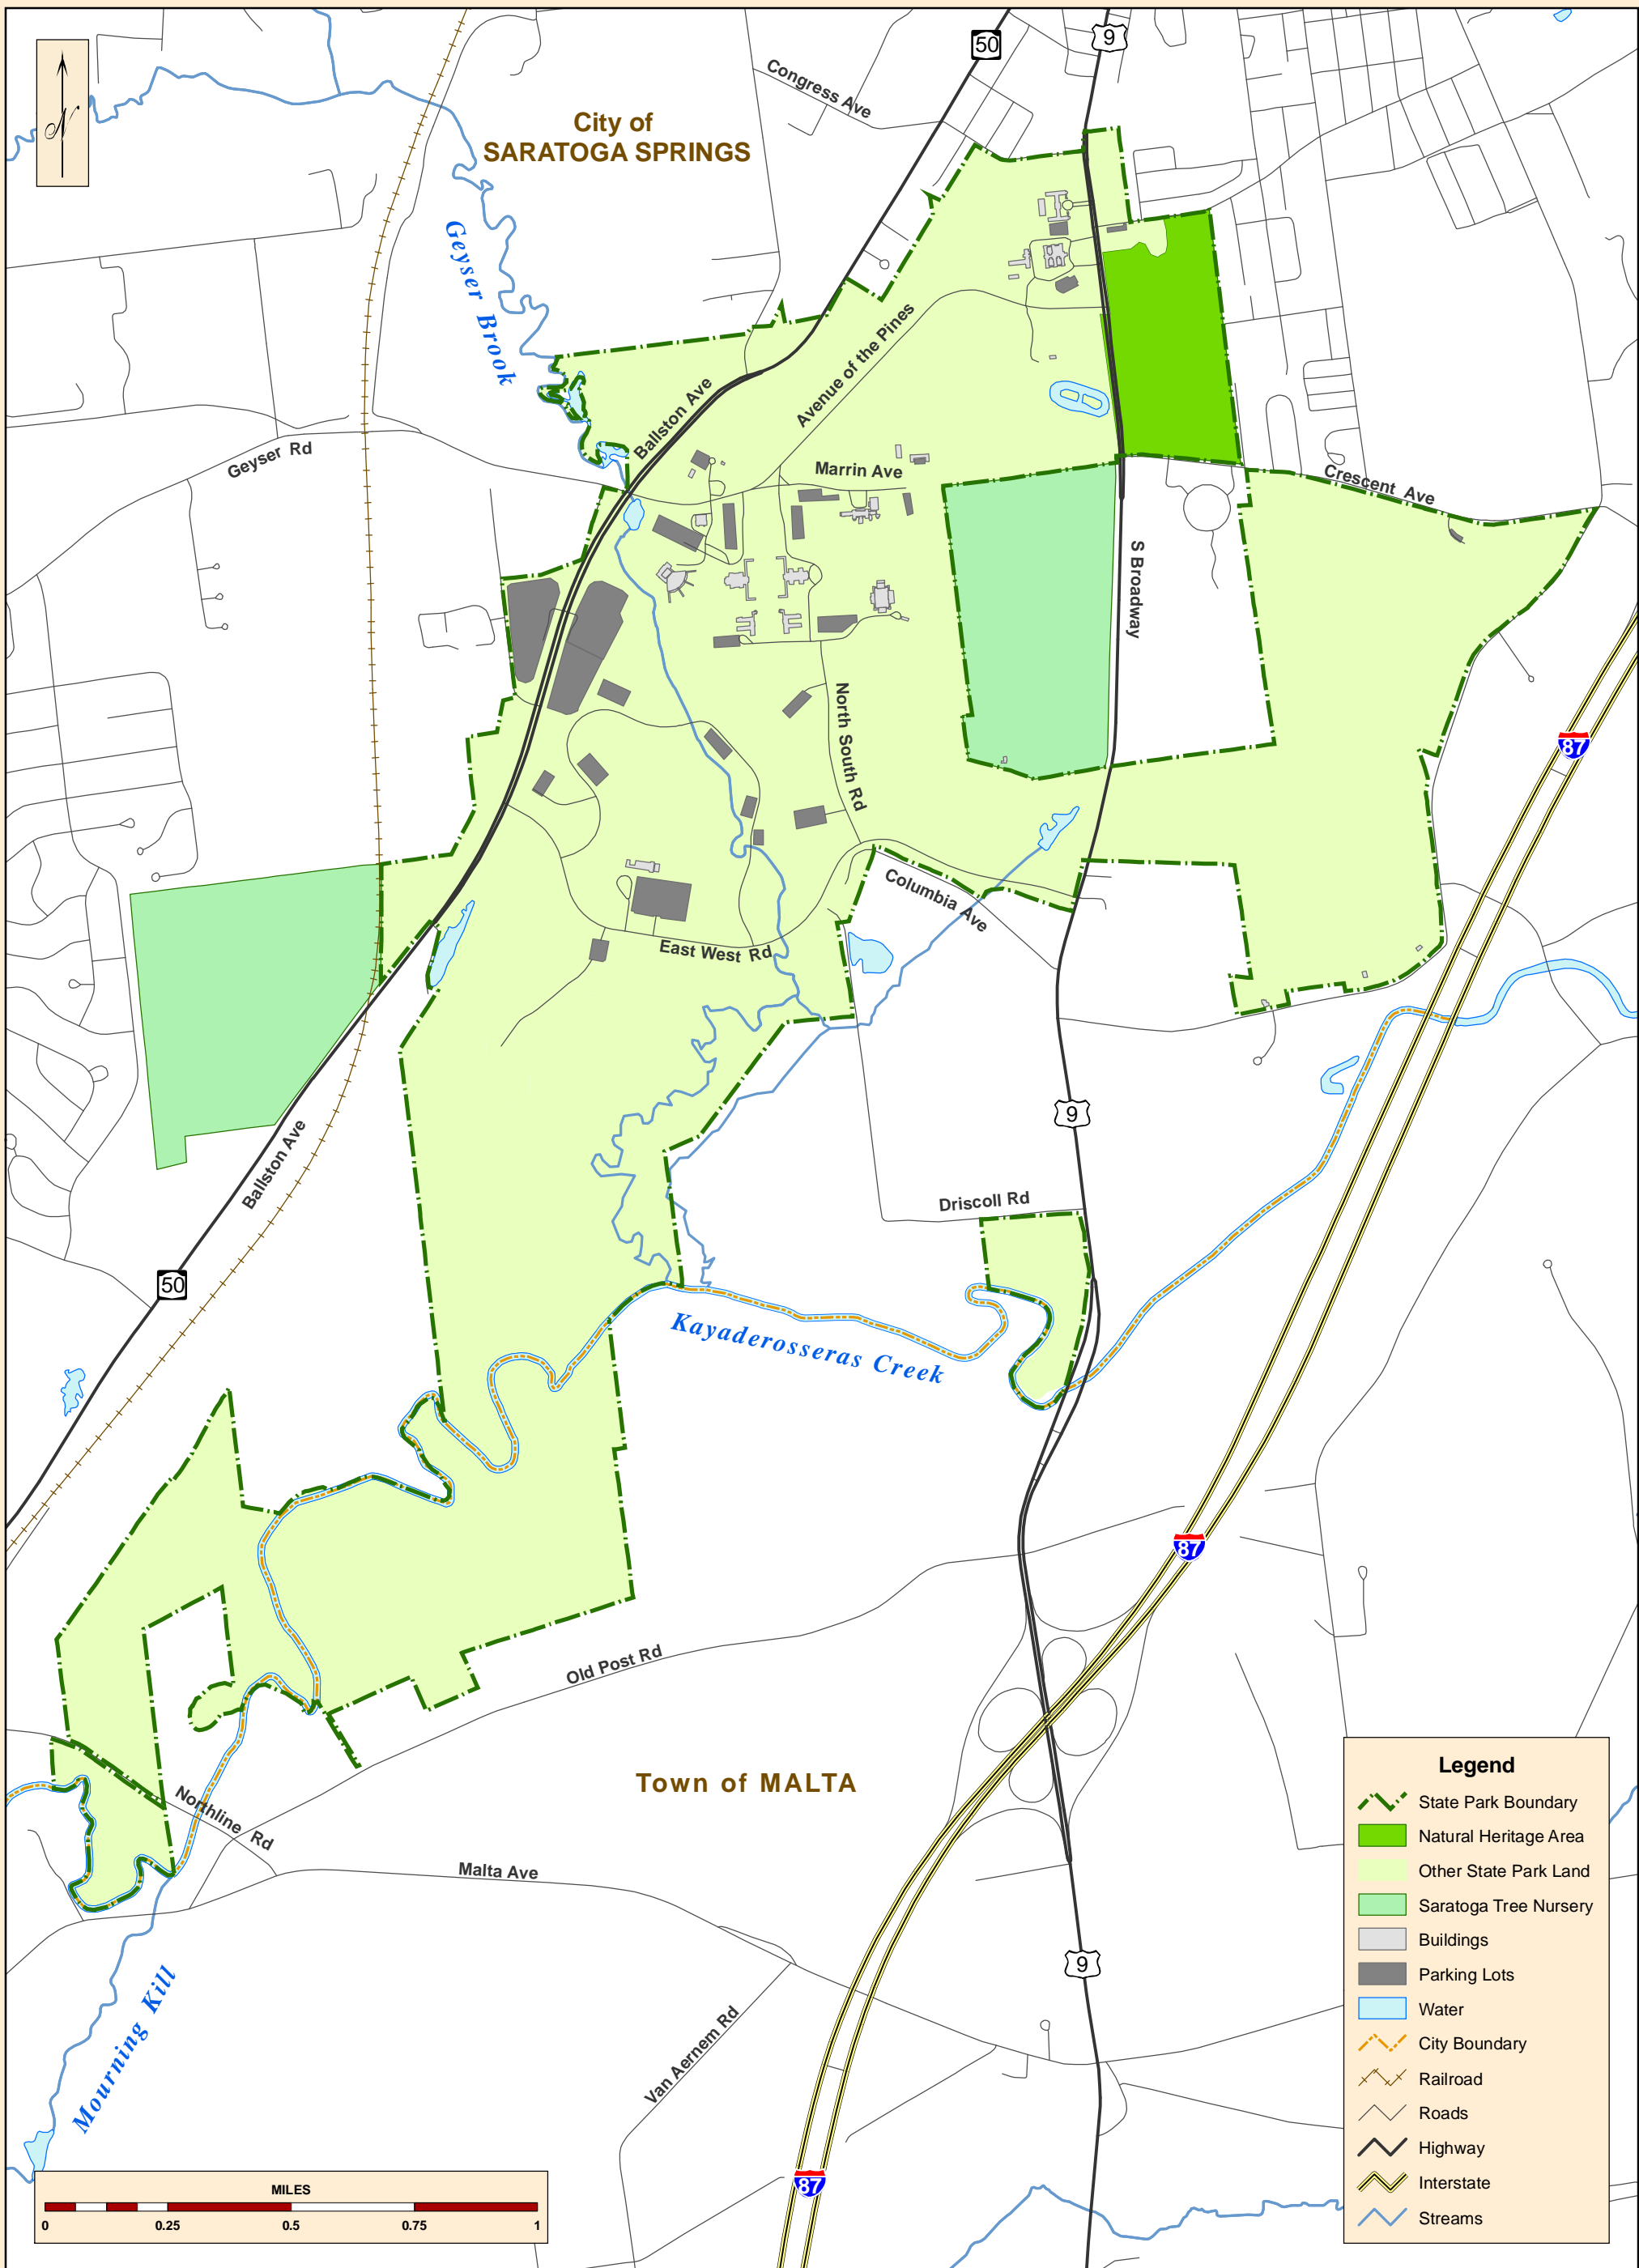 50
9
N
Congress Ave
City of
SARATOGA SPRINGS
Geyser Brook
Avenue of the Pines
Ballston Ave
Geyser Rd
Marrin Ave
Crescent Ave
S Broadway
North South Rd
87
Columbia Ave
East West Rd
9
Ballston Ave
Driscoll Rd
50
Kayaderosseras Creek
87
Old Post Rd
Town of MALTA
Northline Rd
Malta Ave
9
Mourning Kill
Van Aernem Rd
87
MILES
0 0.25 0.5 0.75 1
Legend
State Park Boundary
Natural Heritage Area
Other State Park Land
Saratoga Tree Nursery
Buildings
Parking Lots
Water
City Boundary
Railroad
Roads
Highway
Interstate
Streams